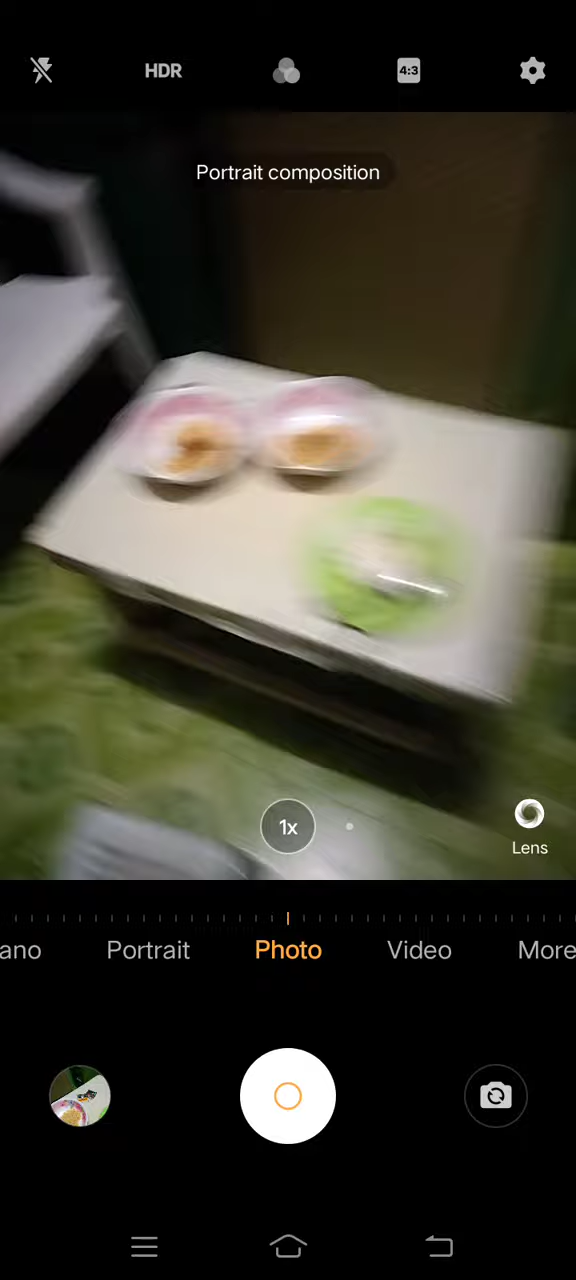 HDR
4:3
Portrait composition
1x
Lens
ano
Portrait
Photo
Video
More